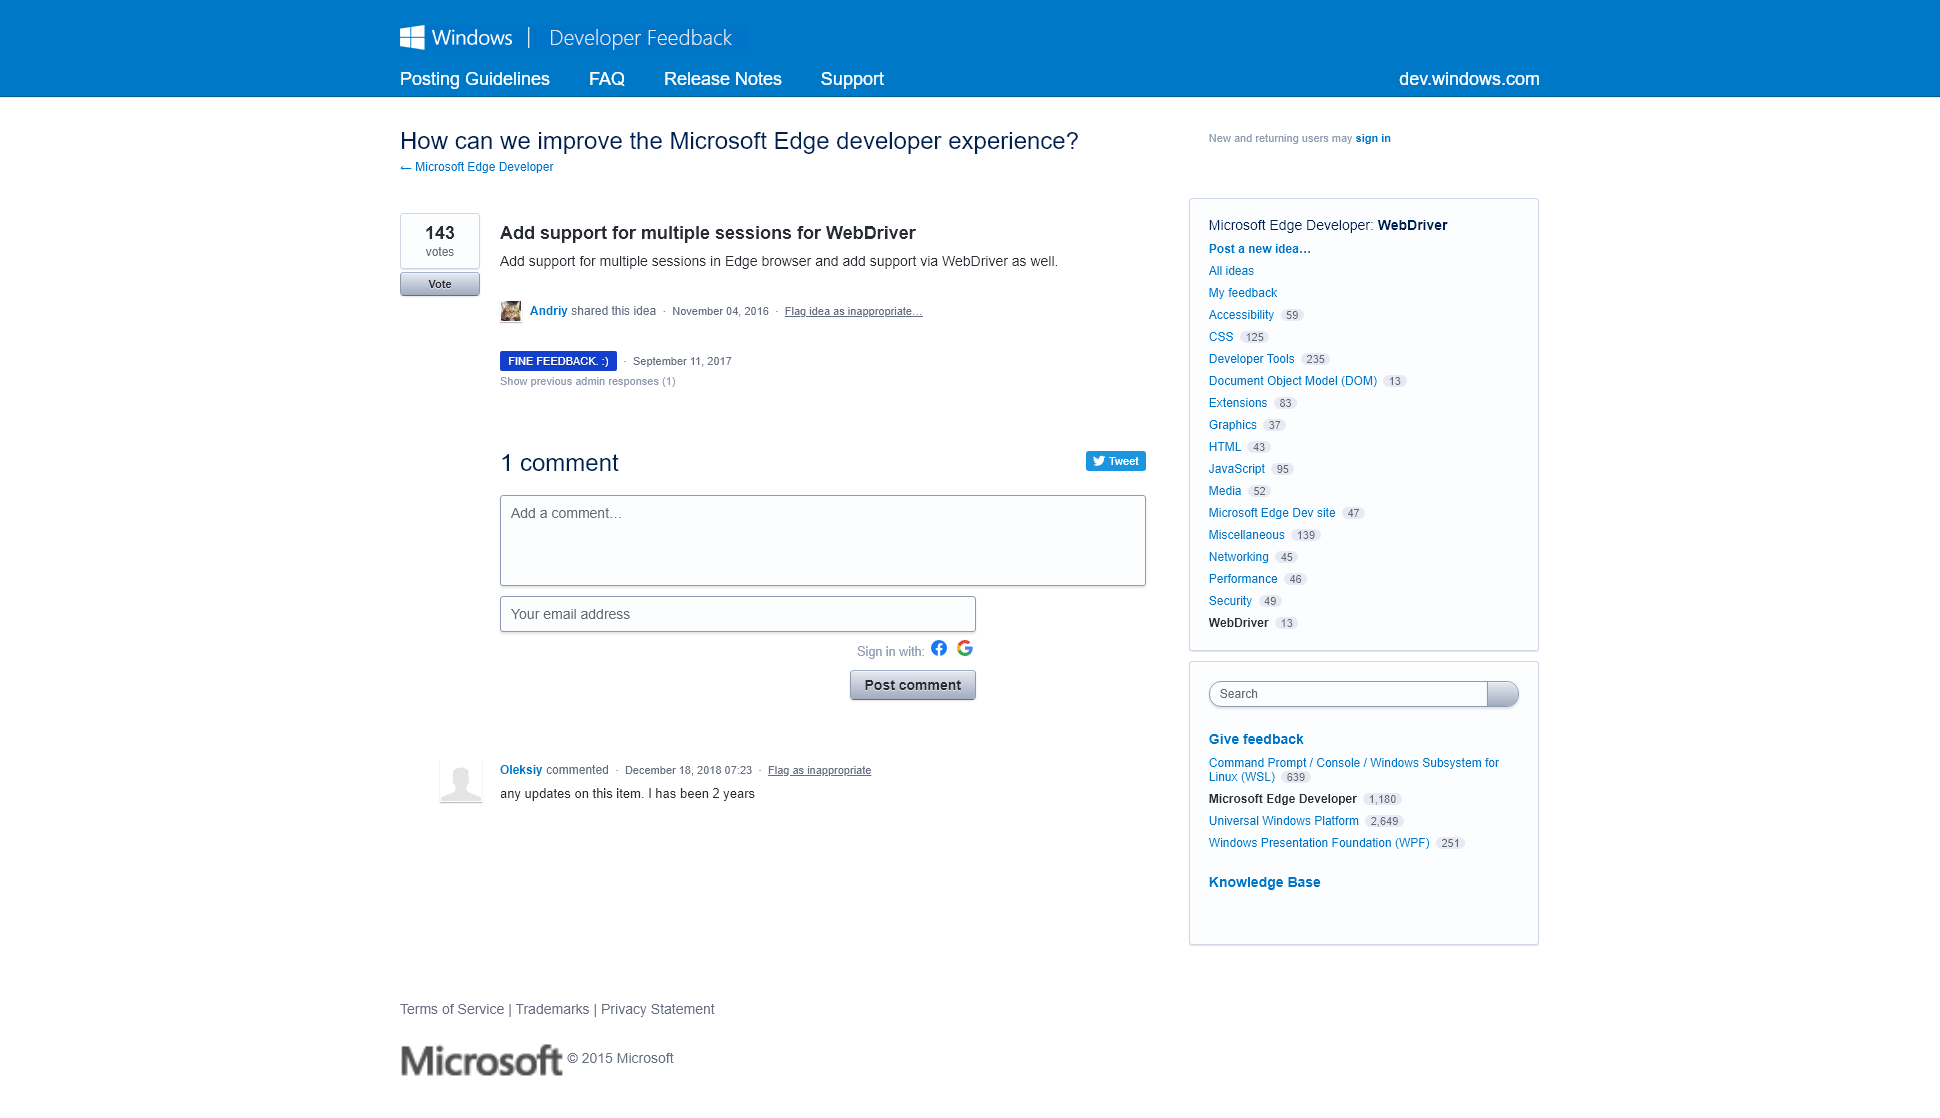 Windows | Developer Feedback
Posting Guidelines FAQ Release Notes Support dev.windows.com
How can we improve the Microsoft Edge developer experience?
← Microsoft Edge Developer
New and returning users may sign in
143
votes
Vote
Add support for multiple sessions for WebDriver
Add support for multiple sessions in Edge browser and add support via WebDriver as well.
Andriy shared this idea · November 04, 2016 · Flag idea as inappropriate…
FINE FEEDBACK. :) · September 11, 2017
Show previous admin responses (1)
1 comment
Tweet
Add a comment…
Your email address
Sign in with:
Post comment
Oleksiy commented · December 18, 2018 07:23 · Flag as inappropriate
any updates on this item. I has been 2 years
Microsoft Edge Developer: WebDriver
Post a new idea…
All ideas
My feedback
Accessibility 59
CSS 125
Developer Tools 235
Document Object Model (DOM) 13
Extensions 83
Graphics 37
HTML 43
JavaScript 95
Media 52
Microsoft Edge Dev site 47
Miscellaneous 139
Networking 45
Performance 46
Security 49
WebDriver 13
Search
Give feedback
Command Prompt / Console / Windows Subsystem for
Linux (WSL) 639
Microsoft Edge Developer 1,180
Universal Windows Platform 2,649
Windows Presentation Foundation (WPF) 251
Knowledge Base
Terms of Service | Trademarks | Privacy Statement
Microsoft © 2015 Microsoft